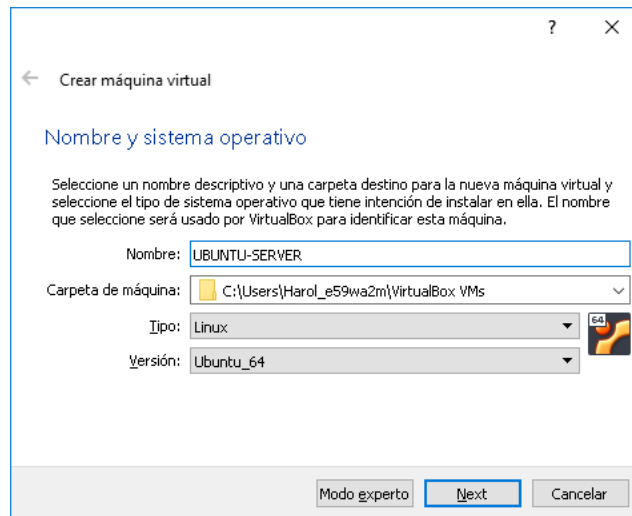 ?
Crear máquina virtual
Nombre y sistema operativo
Seleccione un nombre descriptivo y una carpeta destino para la nueva máquina virtual y
seleccione el tipo de sistema operativo que tiene intención de instalar en ella. El nombre
que seleccione será usado por VirtualBox para identificar esta máquina.
Nombre: UBUNTU-SERVER
Carpeta de máquina: C:\Users\Harol_e59wa2m\VirtualBox VMs
Tipo: Linux
64
Versión: Ubuntu_64
Modo experto Next Cancelar